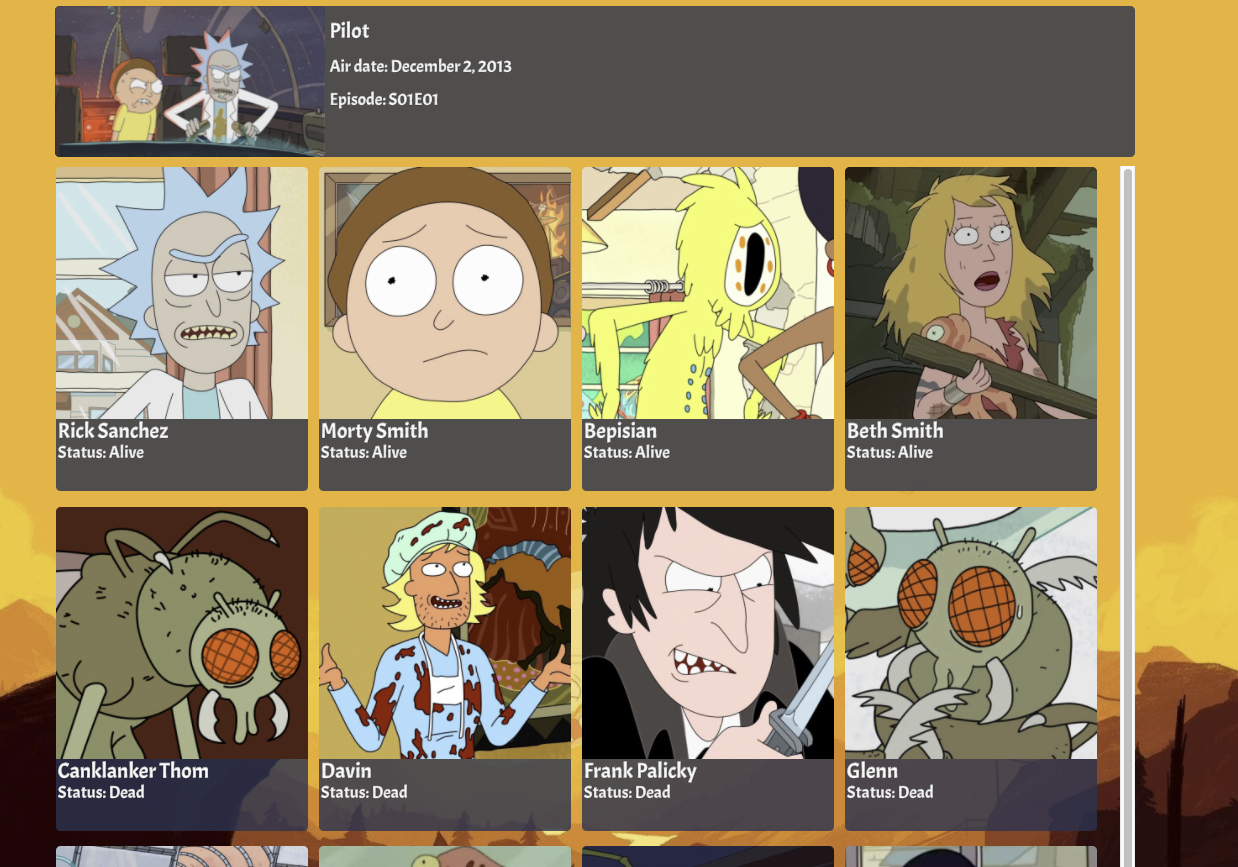 Pilot
Air date: December 2, 2013
Episode: S01E01
Rick Sanchez
Status: Alive
Morty Smith
Status: Alive
Bepisian
Status: Alive
Beth Smith
Status: Alive
Canklanker Thom
Status: Dead
Davin
Status: Dead
Frank Palicky
Status: Dead
Glenn
Status: Dead